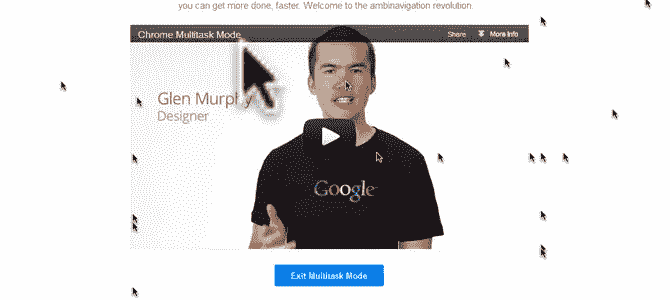 you can get more done, faster. Welcome to the ambinavigation revolution.
Chrome Multitask Mode
Share
More Info
Glen Murphy
Designer
Google
Exit Multitask Mode